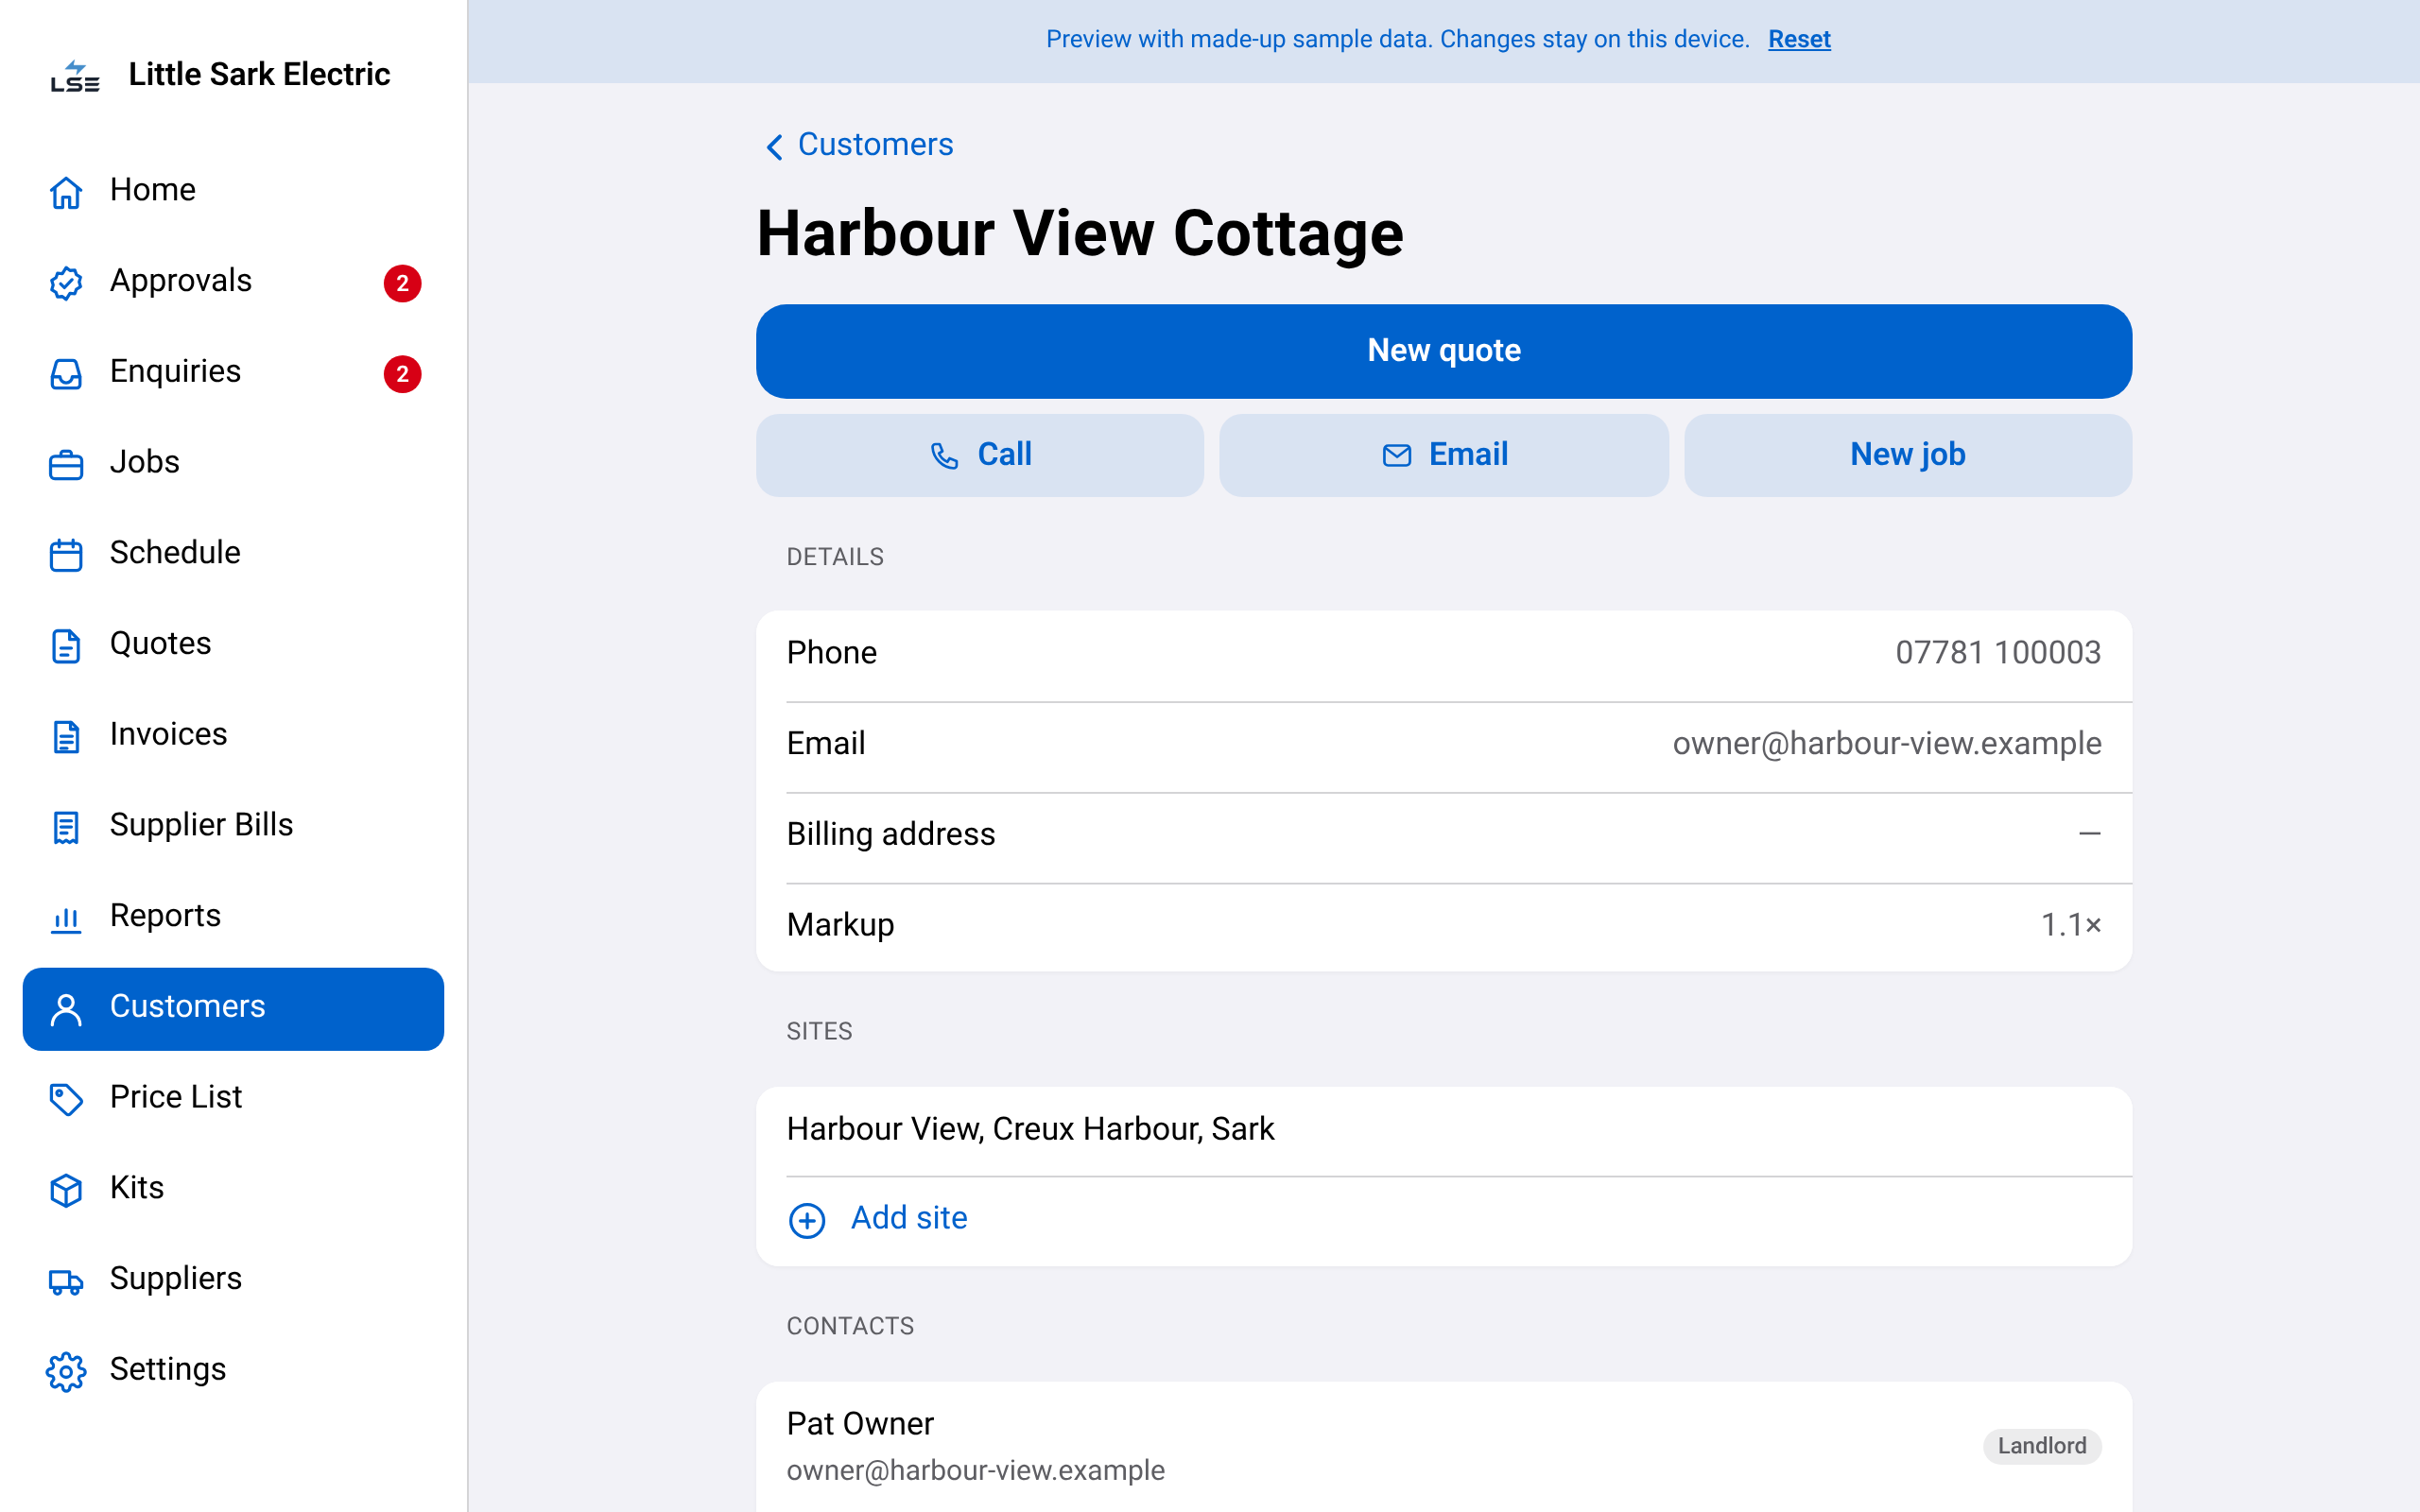 LSE Little Sark Electric
Home
Approvals 2
Enquiries 2
Jobs
Schedule
Quotes
Invoices
Supplier Bills
Reports
Customers
Price List
Kits
Suppliers
Settings
Preview with made-up sample data. Changes stay on this device. Reset
Customers
Harbour View Cottage
New quote
Call Email New job
DETAILS
Phone 07781 100003
Email owner@harbour-view.example
Billing address —
Markup 1.1×
SITES
Harbour View, Creux Harbour, Sark
Add site
CONTACTS
Pat Owner
owner@harbour-view.example
Landlord